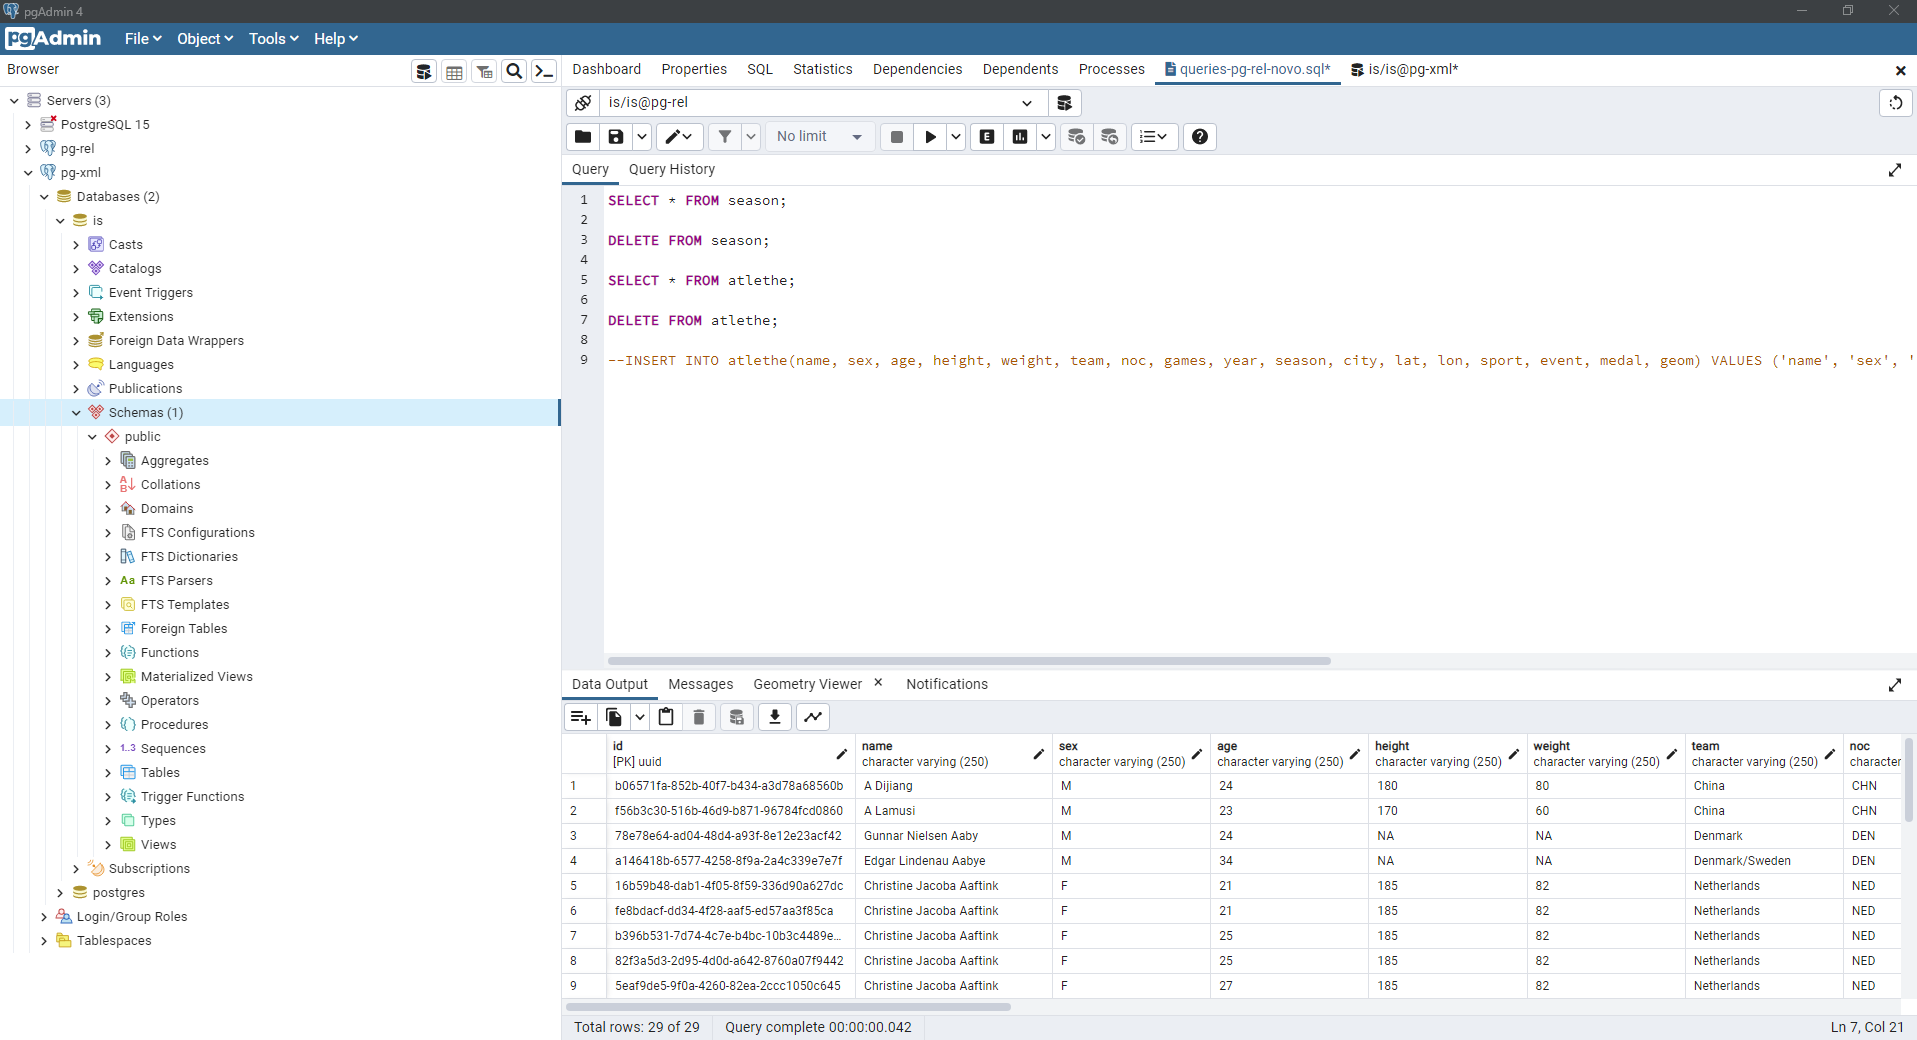 pgAdmin 4
pgAdmin File Object Tools Help
Browser
Dashboard Properties SQL Statistics Dependencies Dependents Processes queries-pg-rel-novo.sql* is/is@pg-xml*
Servers (3)
PostgreSQL 15
pg-rel
pg-xml
Databases (2)
is
Casts
Catalogs
Event Triggers
Extensions
Foreign Data Wrappers
Languages
Publications
Schemas (1)
public
Aggregates
Collations
Domains
FTS Configurations
FTS Dictionaries
Aa FTS Parsers
FTS Templates
Foreign Tables
Functions
Materialized Views
Operators
Procedures
1..3 Sequences
Tables
Trigger Functions
Types
Views
Subscriptions
postgres
Login/Group Roles
Tablespaces
is/is@pg-rel
No limit E
Query Query History
1 SELECT * FROM season;
2
3 DELETE FROM season;
4
5 SELECT * FROM atlethe;
6
7 DELETE FROM atlethe;
8
9 --INSERT INTO atlethe(name, sex, age, height, weight, team, noc, games, year, season, city, lat, lon, sport, event, medal, geom) VALUES ('name', 'sex', '
Data Output Messages Geometry Viewer Notifications
id name sex age height weight team noc
[PK] uuid character varying (250) character varying (250) character varying (250) character varying (250) character varying (250) character varying (250) character
1 b06571fa-852b-40f7-b434-a3d78a68560b A Dijiang M 24 180 80 China CHN
2 f56b3c30-516b-46d9-b871-96784fcd0860 A Lamusi M 23 170 60 China CHN
3 78e78e64-ad04-48d4-a93f-8e12e23acf42 Gunnar Nielsen Aaby M 24 NA NA Denmark DEN
4 a146418b-6577-4258-8f9a-2a4c339e7e7f Edgar Lindenau Aabye M 34 NA NA Denmark/Sweden DEN
5 16b59b48-dab1-4f05-8f59-336d90a627dc Christine Jacoba Aaftink F 21 185 82 Netherlands NED
6 fe8bdacf-dd34-4f28-aaf5-ed57aa3f85ca Christine Jacoba Aaftink F 21 185 82 Netherlands NED
7 b396b531-7d74-4c7e-b4bc-10b3c4489e... Christine Jacoba Aaftink F 25 185 82 Netherlands NED
8 82f3a5d3-2d95-4d0d-a642-8760a07f9442 Christine Jacoba Aaftink F 25 185 82 Netherlands NED
9 5eaf9de5-9f0a-4260-82ea-2ccc1050c645 Christine Jacoba Aaftink F 27 185 82 Netherlands NED
Total rows: 29 of 29 Query complete 00:00:00.042 Ln 7, Col 21